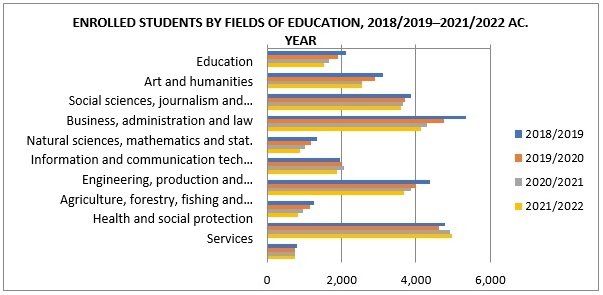 ENROLLED STUDENTS BY FIELDS OF EDUCATION, 2018/2019–2021/2022 AC.
YEAR
Education
Art and humanities
Social sciences, journalism and...
Business, administration and law
Natural sciences, mathematics and stat.
Information and communication tech...
Engineering, production and...
Agriculture, forestry, fishing and...
Health and social protection
Services
2018/2019
2019/2020
2020/2021
2021/2022
0 2,000 4,000 6,000